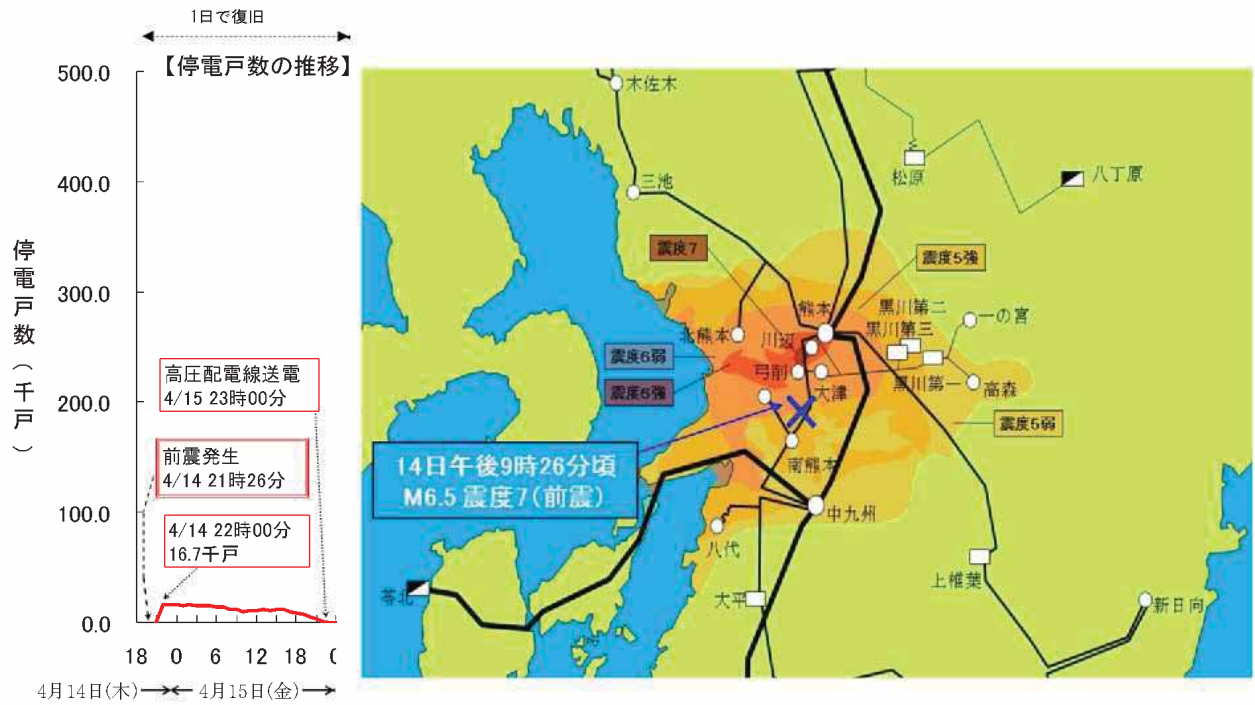 1日で復旧
【停電戸数の推移】
500.0
400.0
300.0
200.0
100.0
0.0
停電戸数(千戸)
高圧配電線送電
4/15 23時00分
前震発生
4/14 21時26分
4/14 22時00分
16.7千戸
18 0 6 12 18
4月14日(木) 4月15日(金)
木佐木
三池
松原
八丁原
震度7
震度5強
熊本
黒川第二
一の宮
北熊本
川辺
黒川第三
震度6弱
弓削
震度6強
大津
黒川第一
高森
震度5弱
14日午後9時26分頃
M6.5 震度7(前震)
南熊本
中九州
八代
上椎葉
苓北
大平
新日向